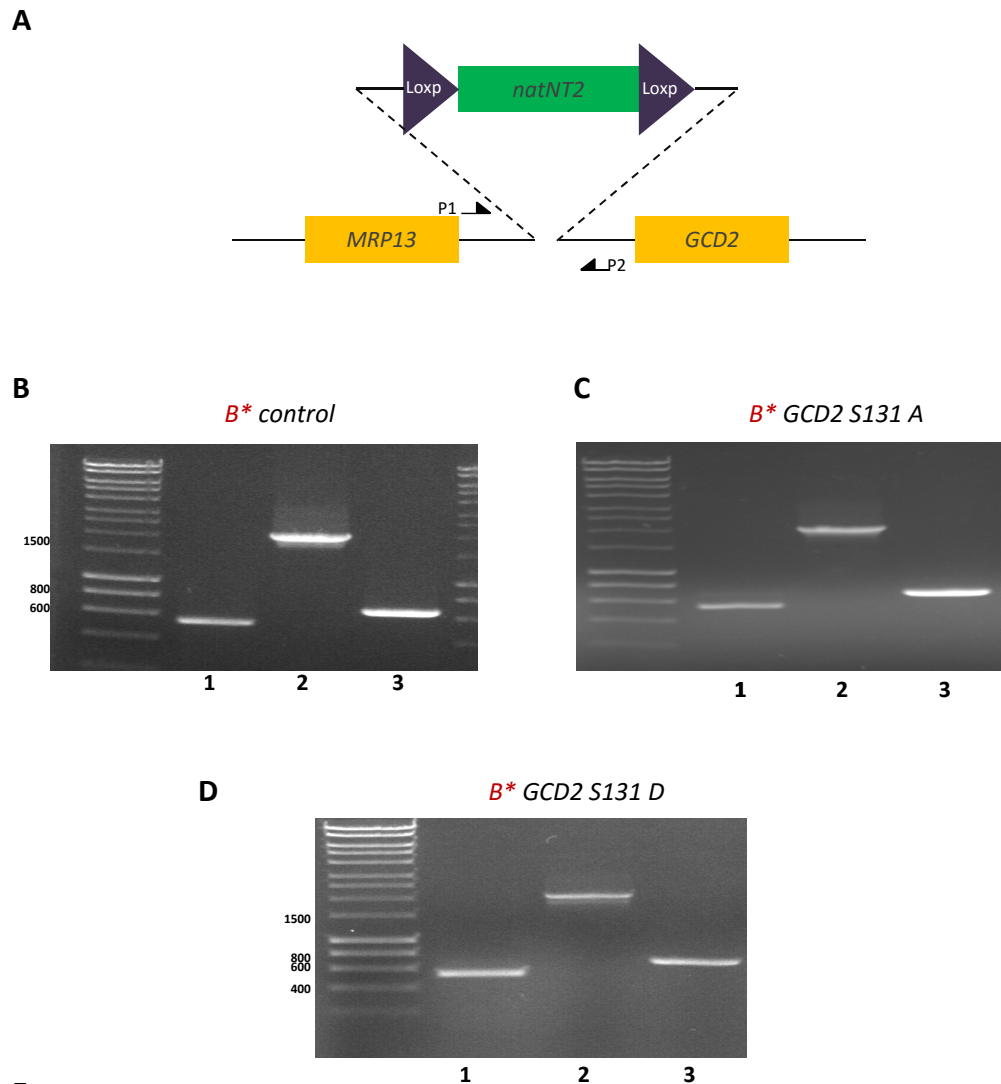 A
Loxp natNT2 Loxp
P1
MRP13 GCD2
P2
B
B* control
1500
800
600
1 2 3
C
B* GCD2 S131 A
1 2 3
D
B* GCD2 S131 D
1500
800
600
400
1 2 3